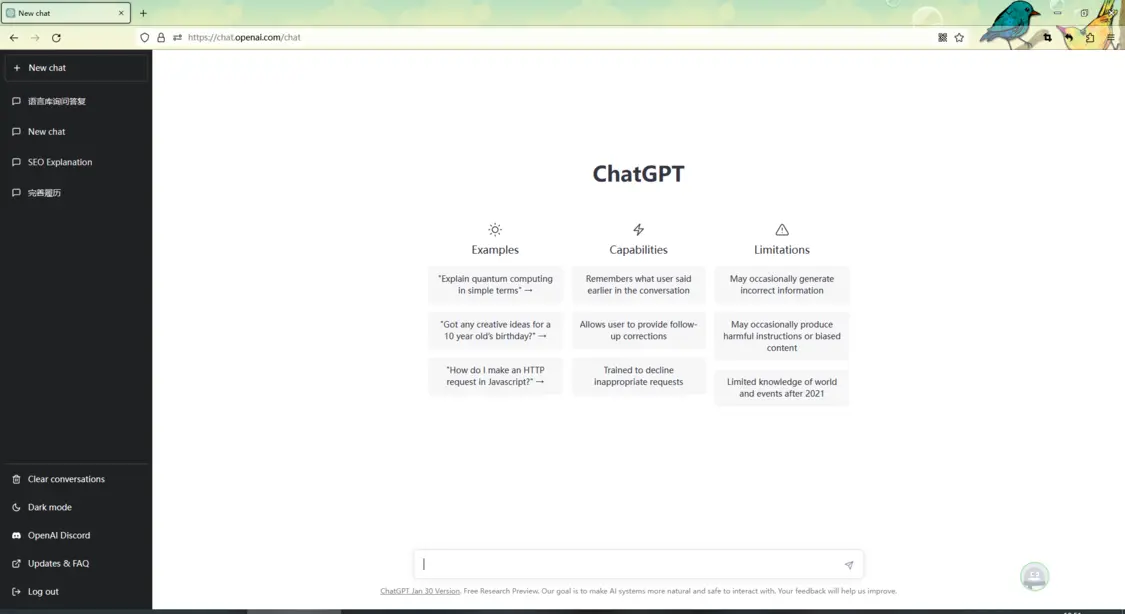 New chat
https://chat.openai.com/chat
New chat
语言库询问答复
New chat
SEO Explanation
完善履历
Clear conversations
Dark mode
OpenAI Discord
Updates & FAQ
Log out
ChatGPT
Examples
"Explain quantum computing
in simple terms" →
"Got any creative ideas for a
10 year old's birthday?" →
"How do I make an HTTP
request in Javascript?" →
Capabilities
Remembers what user said
earlier in the conversation
Allows user to provide follow-
up corrections
Trained to decline
inappropriate requests
Limitations
May occasionally generate
incorrect information
May occasionally produce
harmful instructions or biased
content
Limited knowledge of world
and events after 2021
ChatGPT Jan 30 Version. Free Research Preview. Our goal is to make AI systems more natural and safe to interact with. Your feedback will help us improve.